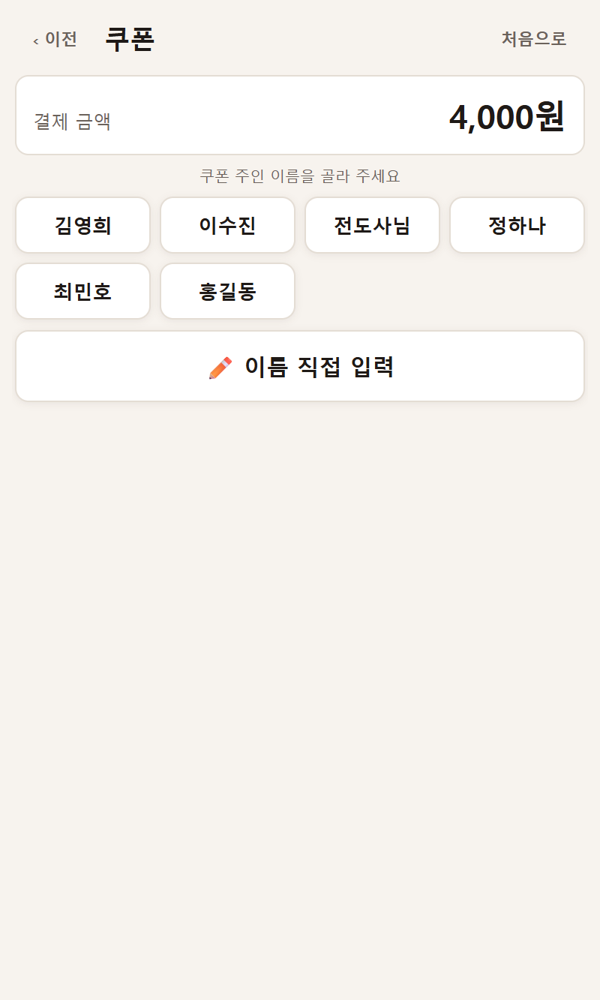 ‹ 이전 쿠폰 처음으로
결제 금액 4,000원
쿠폰 주인 이름을 골라 주세요
김영희 이수진 전도사님 정하나
최민호 홍길동
✏️ 이름 직접 입력